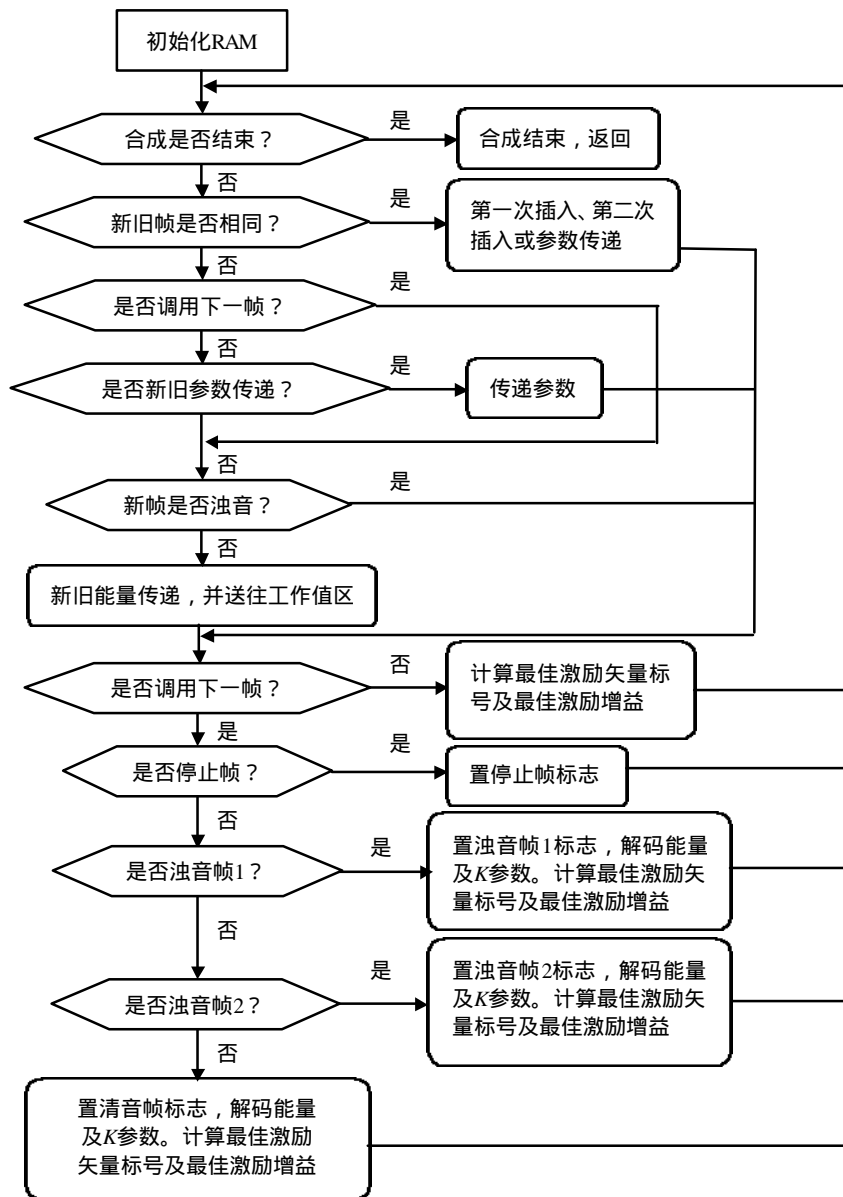 初始化RAM
合成是否结束？
是
合成结束，返回
否
新旧帧是否相同？
是
第一次插入、第二次
插入或参数传递
否
是否调用下一帧？
是
否
是否新旧参数传递？
是
传递参数
否
新帧是否浊音？
是
否
新旧能量传递，并送往工作值区
是否调用下一帧？
否
计算最佳激励矢量标
号及最佳激励增益
是
是否停止帧？
是
置停止帧标志
否
是否浊音帧1？
是
置浊音帧1标志，解码能量
及K参数。计算最佳激励矢
量标号及最佳激励增益
否
是否浊音帧2？
是
置浊音帧2标志，解码能量
及K参数。计算最佳激励矢
量标号及最佳激励增益
否
置清音帧标志，解码能量
及K参数。计算最佳激励
矢量标号及最佳激励增益